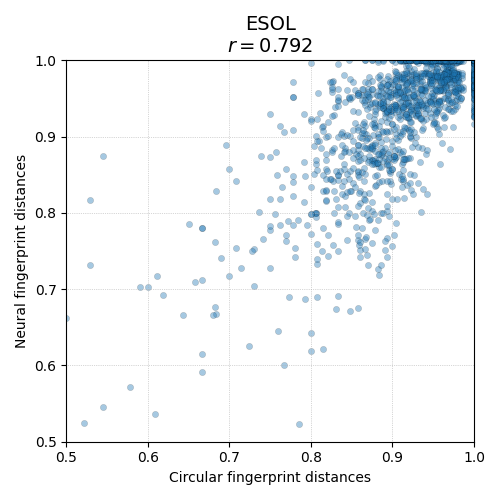 ESOL
r = 0.792
1.0
0.9
0.8
0.7
0.6
0.5
Neural fingerprint distances
0.5 0.6 0.7 0.8 0.9 1.0
Circular fingerprint distances